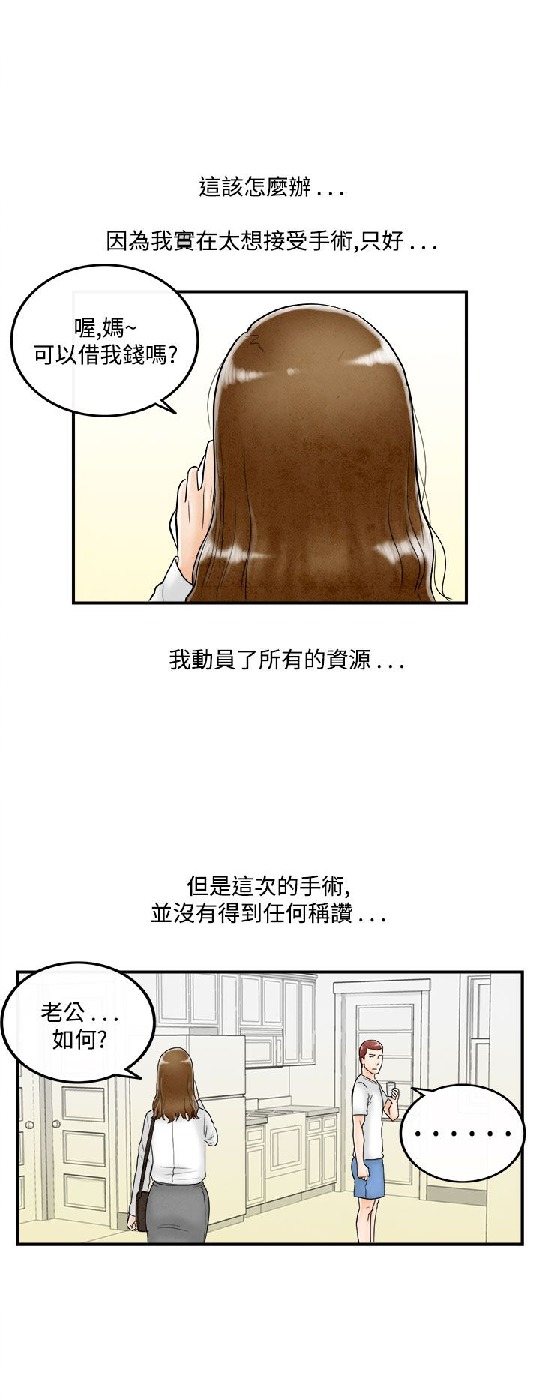 這該怎麼辦...
因為我實在太想接受手術,只好...
喔,媽~
可以借我錢嗎?
我動員了所有的資源...
但是這次的手術,
並沒有得到任何稱讚...
老公...
如何?
......